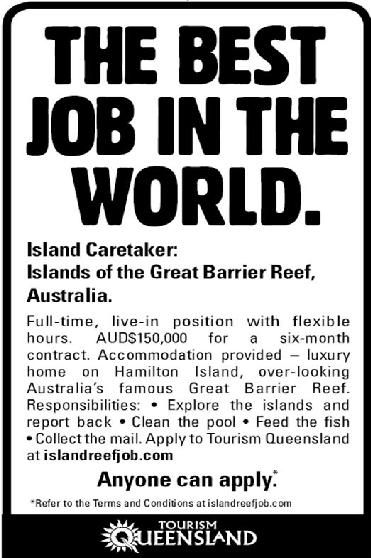 THE BEST
JOB IN THE
WORLD.
Island Caretaker:
Islands of the Great Barrier Reef,
Australia.
Full-time, live-in position with flexible
hours. AUD$150,000 for a six-month
contract. Accommodation provided – luxury
home on Hamilton Island, over-looking
Australia's famous Great Barrier Reef.
Responsibilities: • Explore the islands and
report back • Clean the pool • Feed the fish
• Collect the mail. Apply to Tourism Queensland
at islandreefjob.com
Anyone can apply.*
*Refer to the Terms and Conditions at islandreefjob.com
TOURISM
QUEENSLAND